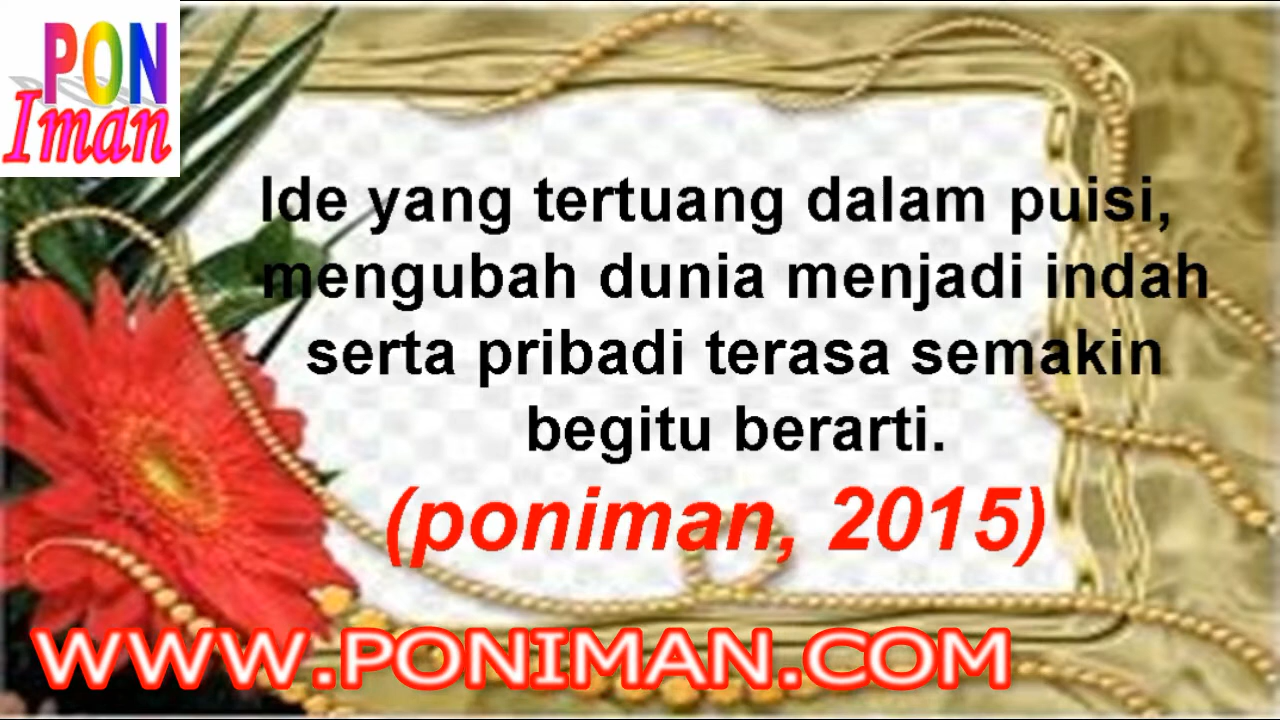 PON
Iman
Ide yang tertuang dalam puisi,
mengubah dunia menjadi indah
serta pribadi terasa semakin
begitu berarti.
(poniman, 2015)
WWW.PONIMAN.COM